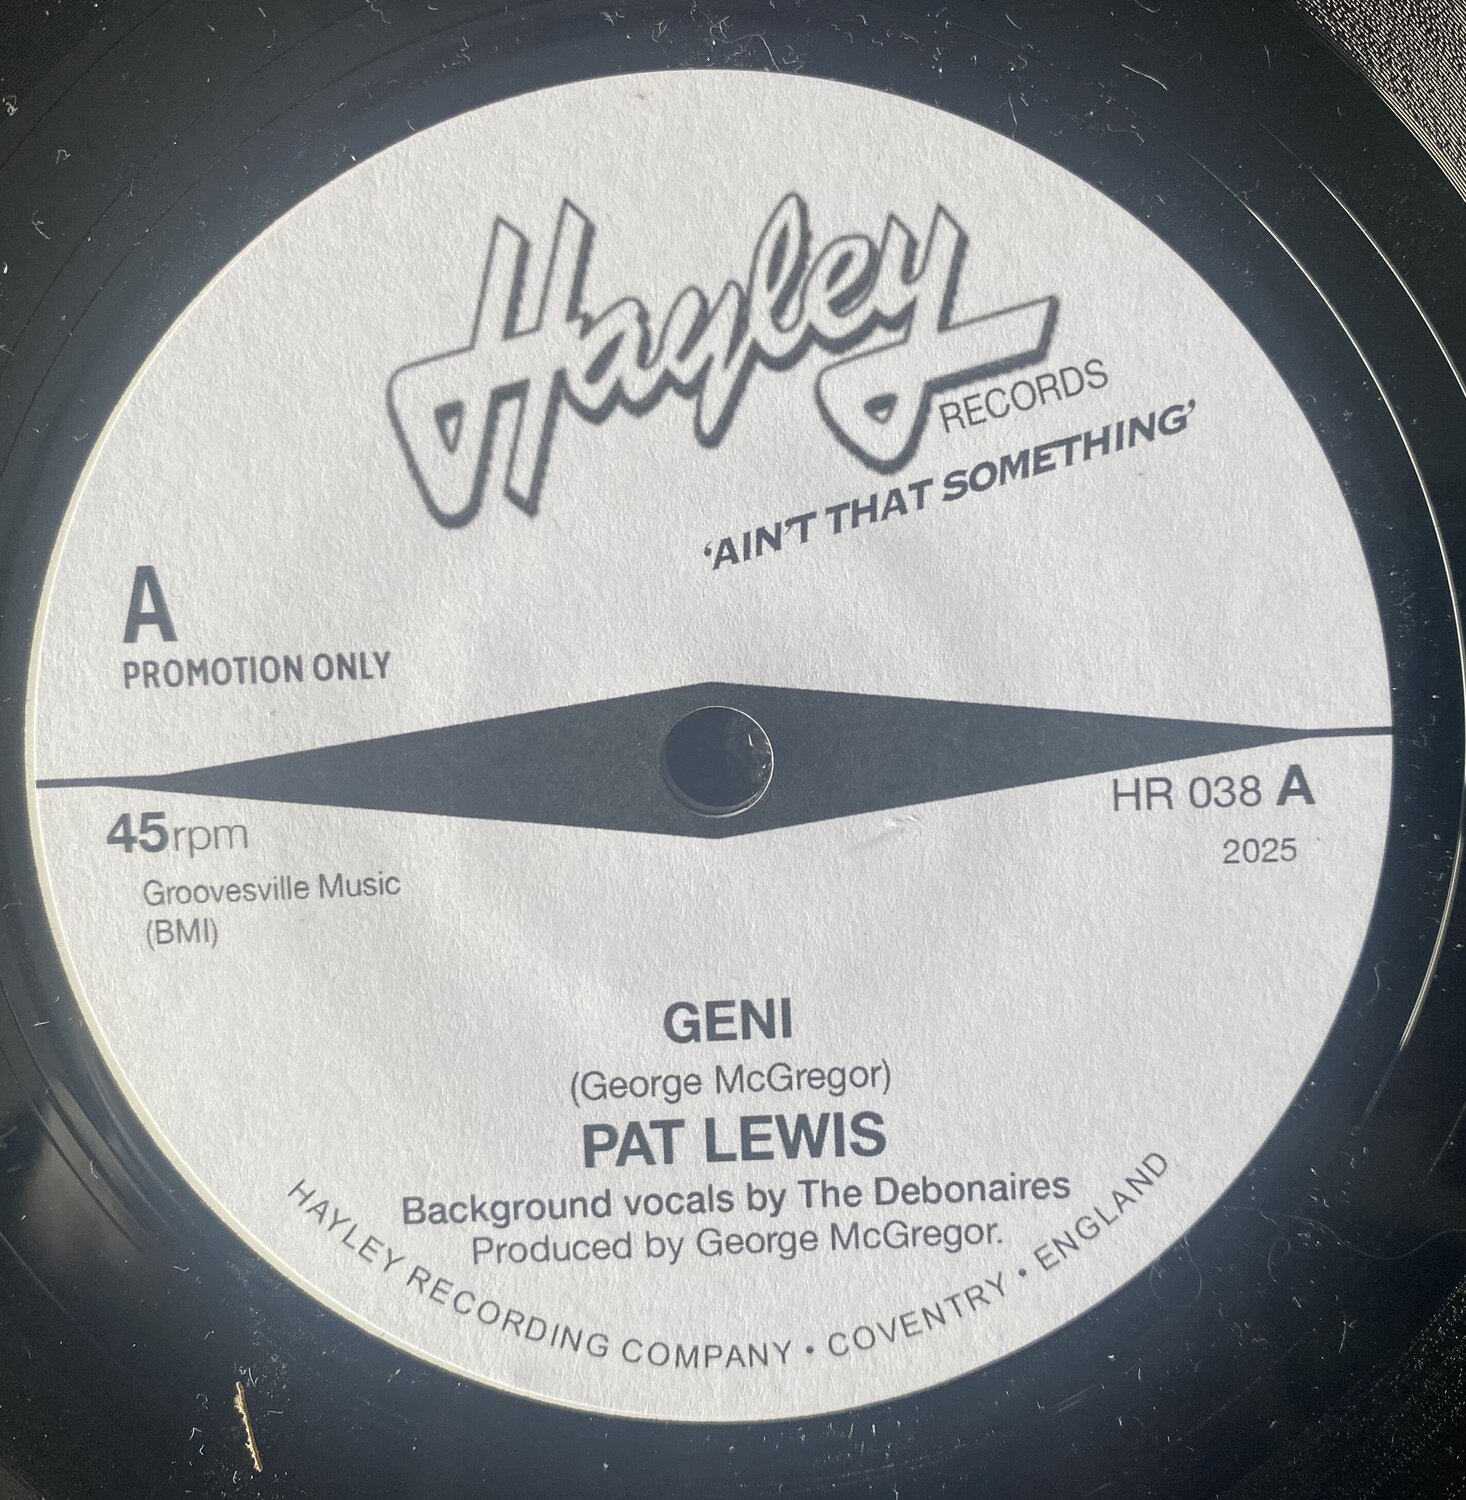 Hayley
RECORDS
‘AIN'T THAT SOMETHING’
A
PROMOTION ONLY
45rpm
Groovesville Music
(BMI)
HR 038 A
2025
GENI
(George McGregor)
PAT LEWIS
Background vocals by The Debonaires
Produced by George McGregor.
HAYLEY RECORDING COMPANY • COVENTRY • ENGLAND